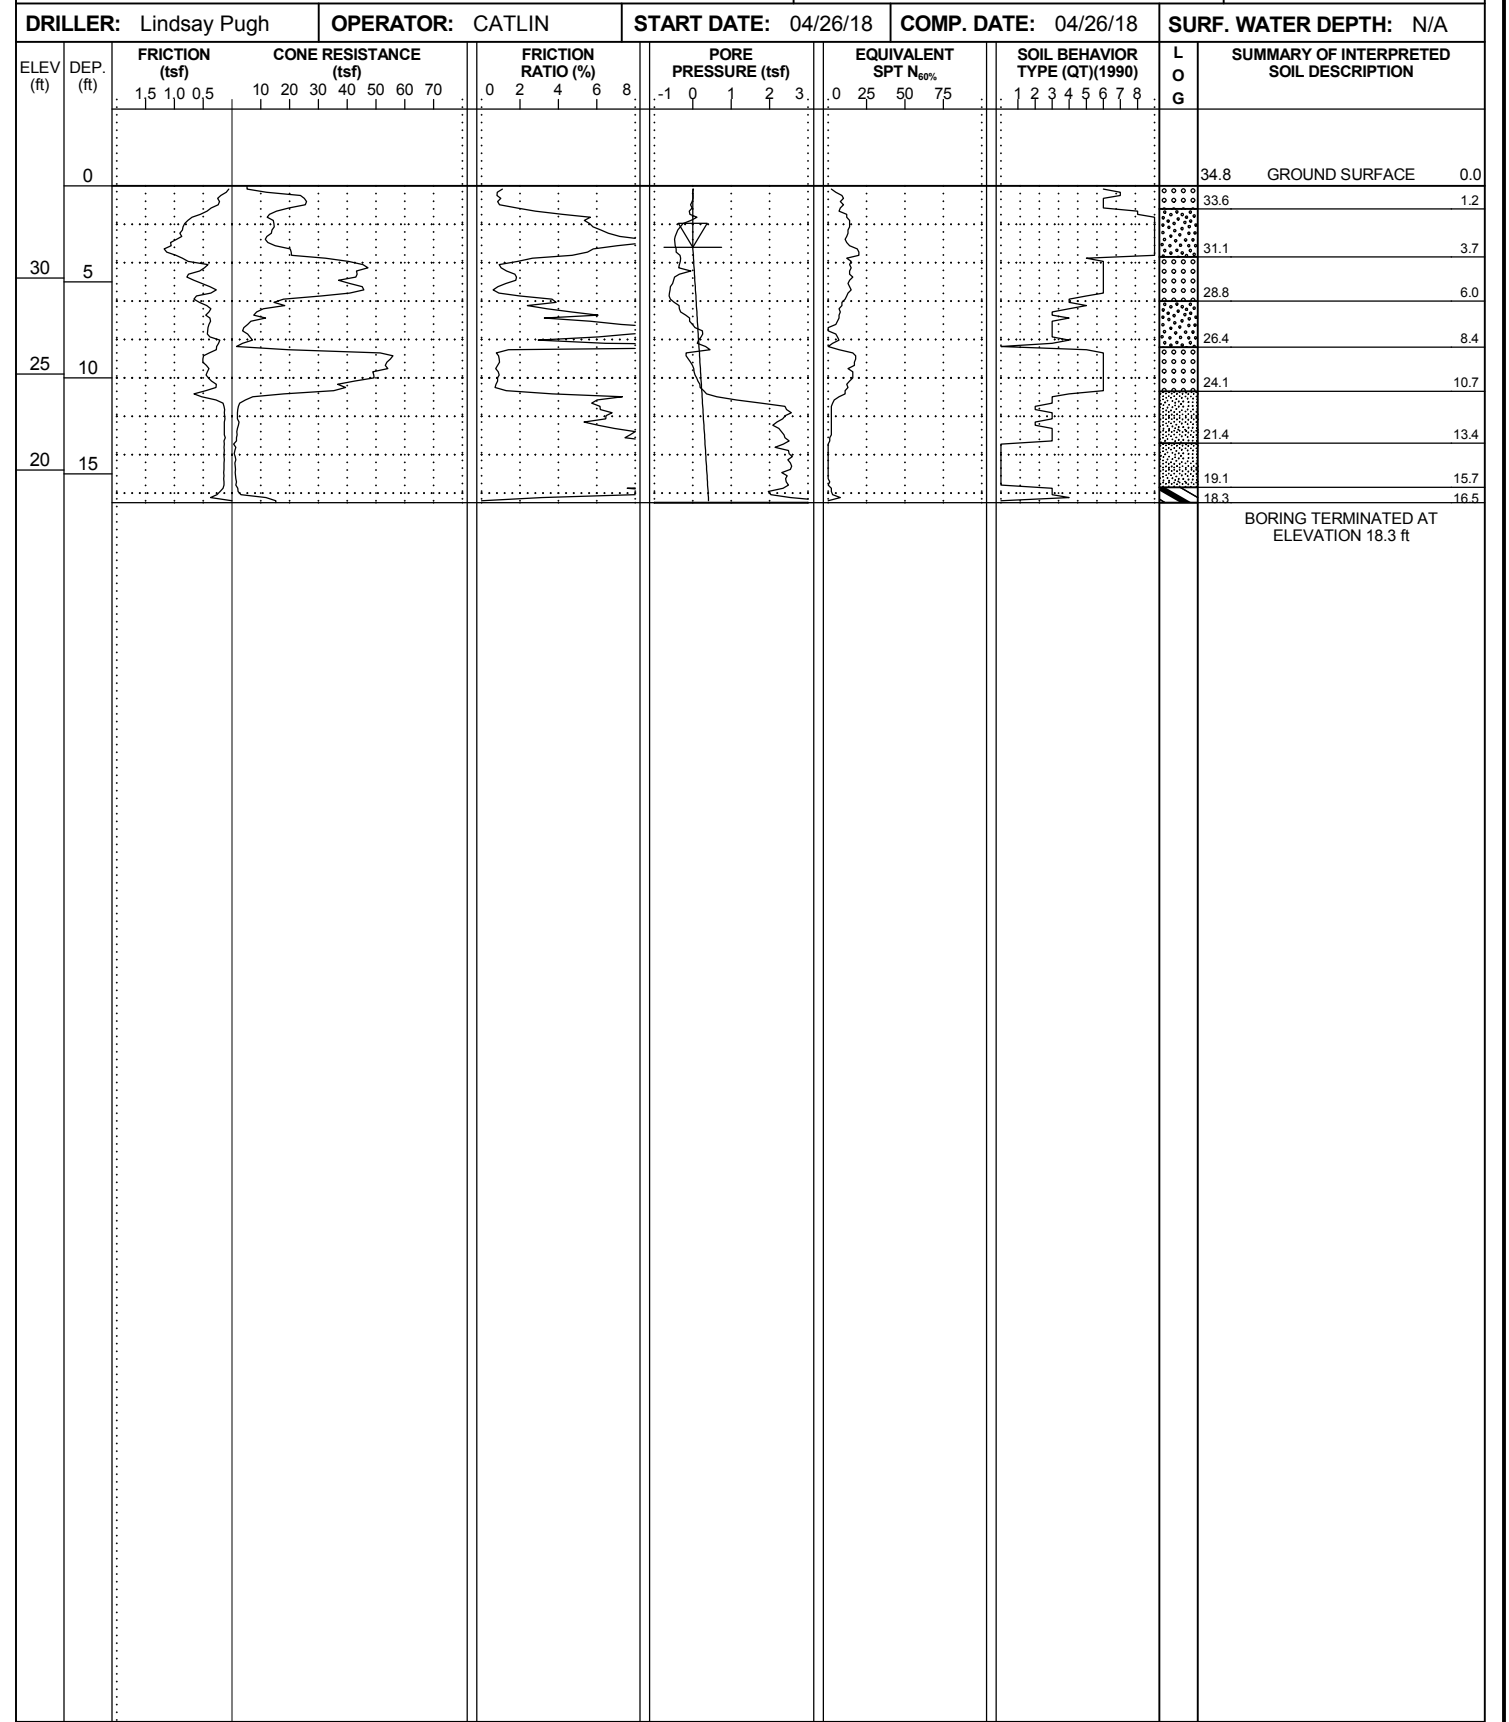 DRILLER: Lindsay Pugh OPERATOR: CATLIN START DATE: 04/26/18 COMP. DATE: 04/26/18 SURF. WATER DEPTH: N/A
ELEV (ft)
DEP. (ft)
FRICTION (tsf)
1.5 1.0 0.5
CONE RESISTANCE (tsf)
10 20 30 40 50 60 70
FRICTION RATIO (%)
0 2 4 6 8
PORE PRESSURE (tsf)
-1 0 1 2 3
EQUIVALENT SPT N60%
0 25 50 75
SOIL BEHAVIOR TYPE (QT)(1990)
1 2 3 4 5 6 7 8
L O G
SUMMARY OF INTERPRETED SOIL DESCRIPTION
0
34.8 GROUND SURFACE 0.0
33.6 1.2
31.1 3.7
30 5
28.8 6.0
26.4 8.4
25 10
24.1 10.7
21.4 13.4
20 15
19.1 15.7
18.3 16.5
BORING TERMINATED AT
ELEVATION 18.3 ft